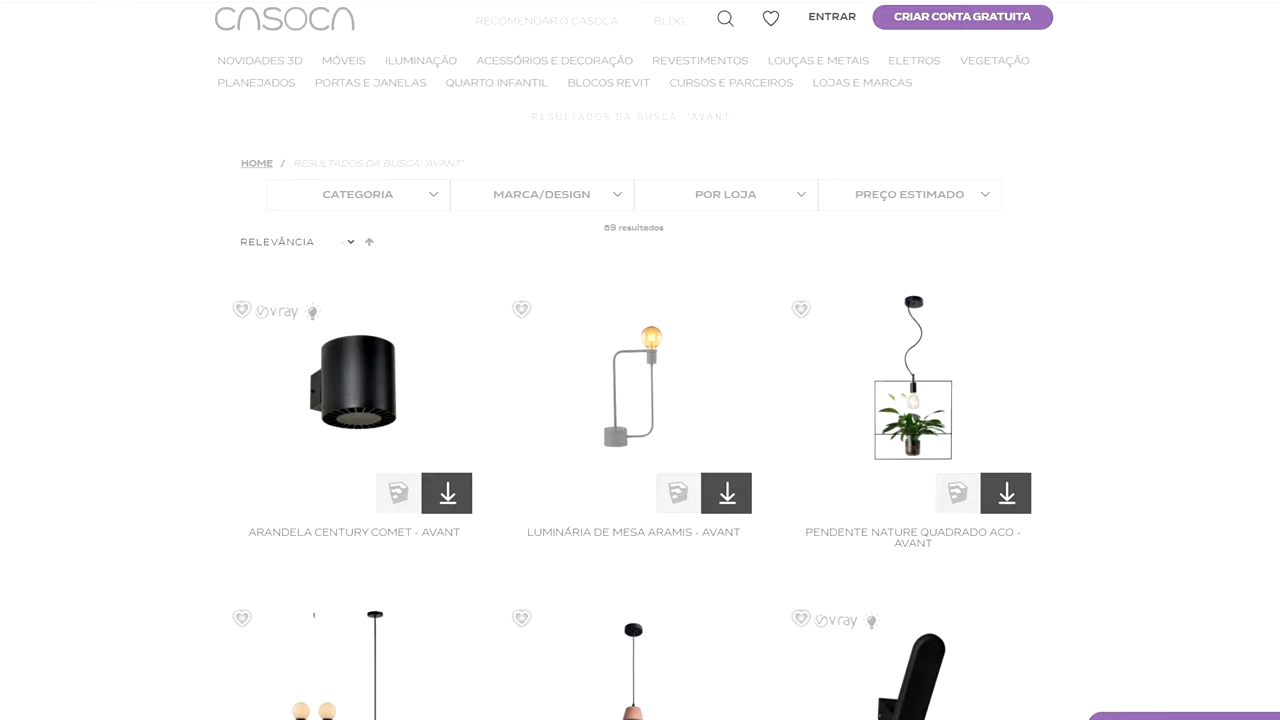 CASOCA
RECOMENDAR O CASOCA
BLOG
ENTRAR
CRIAR CONTA GRATUITA
NOVIDADES 3D MÓVEIS ILUMINAÇÃO ACESSÓRIOS E DECORAÇÃO REVESTIMENTOS LOUÇAS E METAIS ELETROS VEGETAÇÃO
PLANEJADOS PORTAS E JANELAS QUARTO INFANTIL BLOCOS REVIT CURSOS E PARCEIROS LOJAS E MARCAS
RESULTADOS DA BUSCA: 'AVANT'
HOME / RESULTADOS DA BUSCA: 'AVANT'
CATEGORIA MARCA/DESIGN POR LOJA PREÇO ESTIMADO
89 resultados
RELEVÂNCIA
v-ray
ARANDELA CENTURY COMET - AVANT
LUMINÁRIA DE MESA ARAMIS - AVANT
PENDENTE NATURE QUADRADO ACO -
AVANT
v-ray